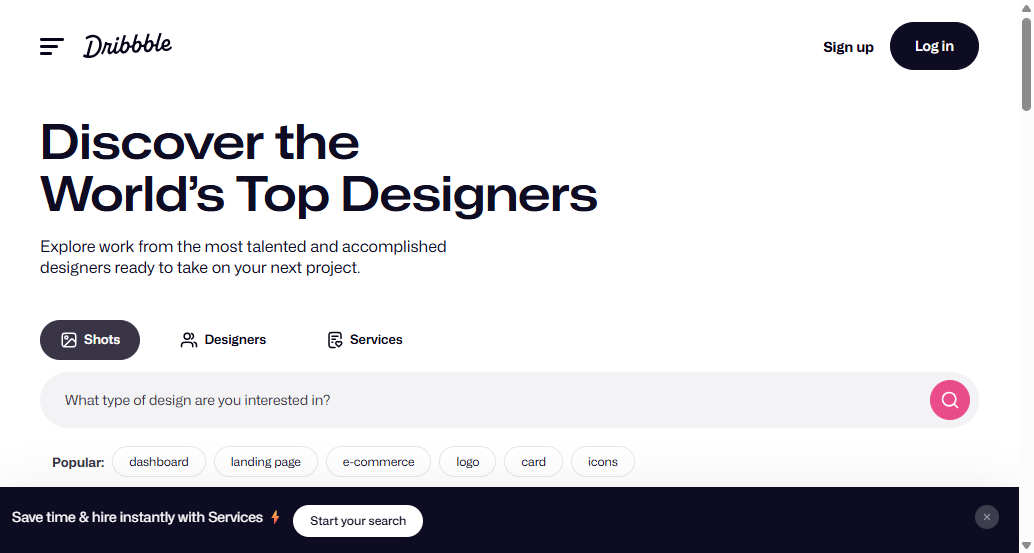 Dribbble
Sign up
Log in
Discover the
World's Top Designers
Explore work from the most talented and accomplished
designers ready to take on your next project.
Shots
Designers
Services
What type of design are you interested in?
Popular:
dashboard
landing page
e-commerce
logo
card
icons
Save time & hire instantly with Services
Start your search